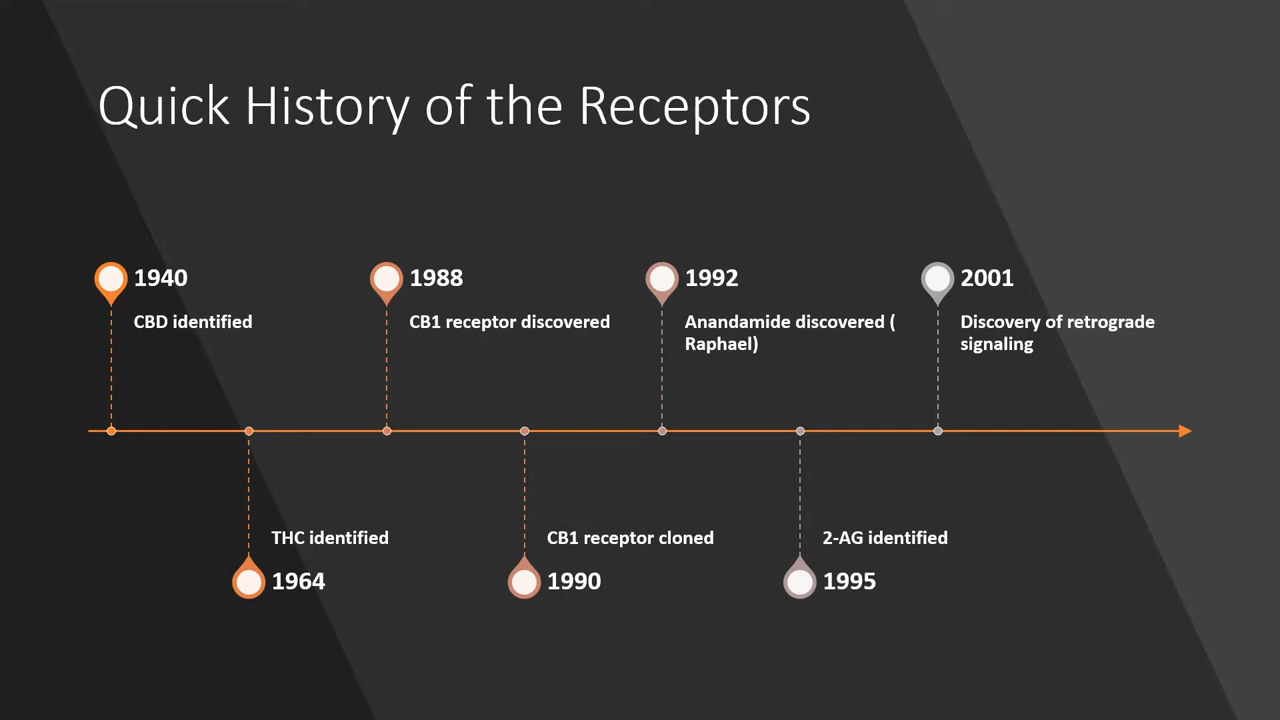 Quick History of the Receptors
1940
CBD identified
1988
CB1 receptor discovered
1992
Anandamide discovered (
Raphael)
2001
Discovery of retrograde
signaling
THC identified
1964
CB1 receptor cloned
1990
2-AG identified
1995